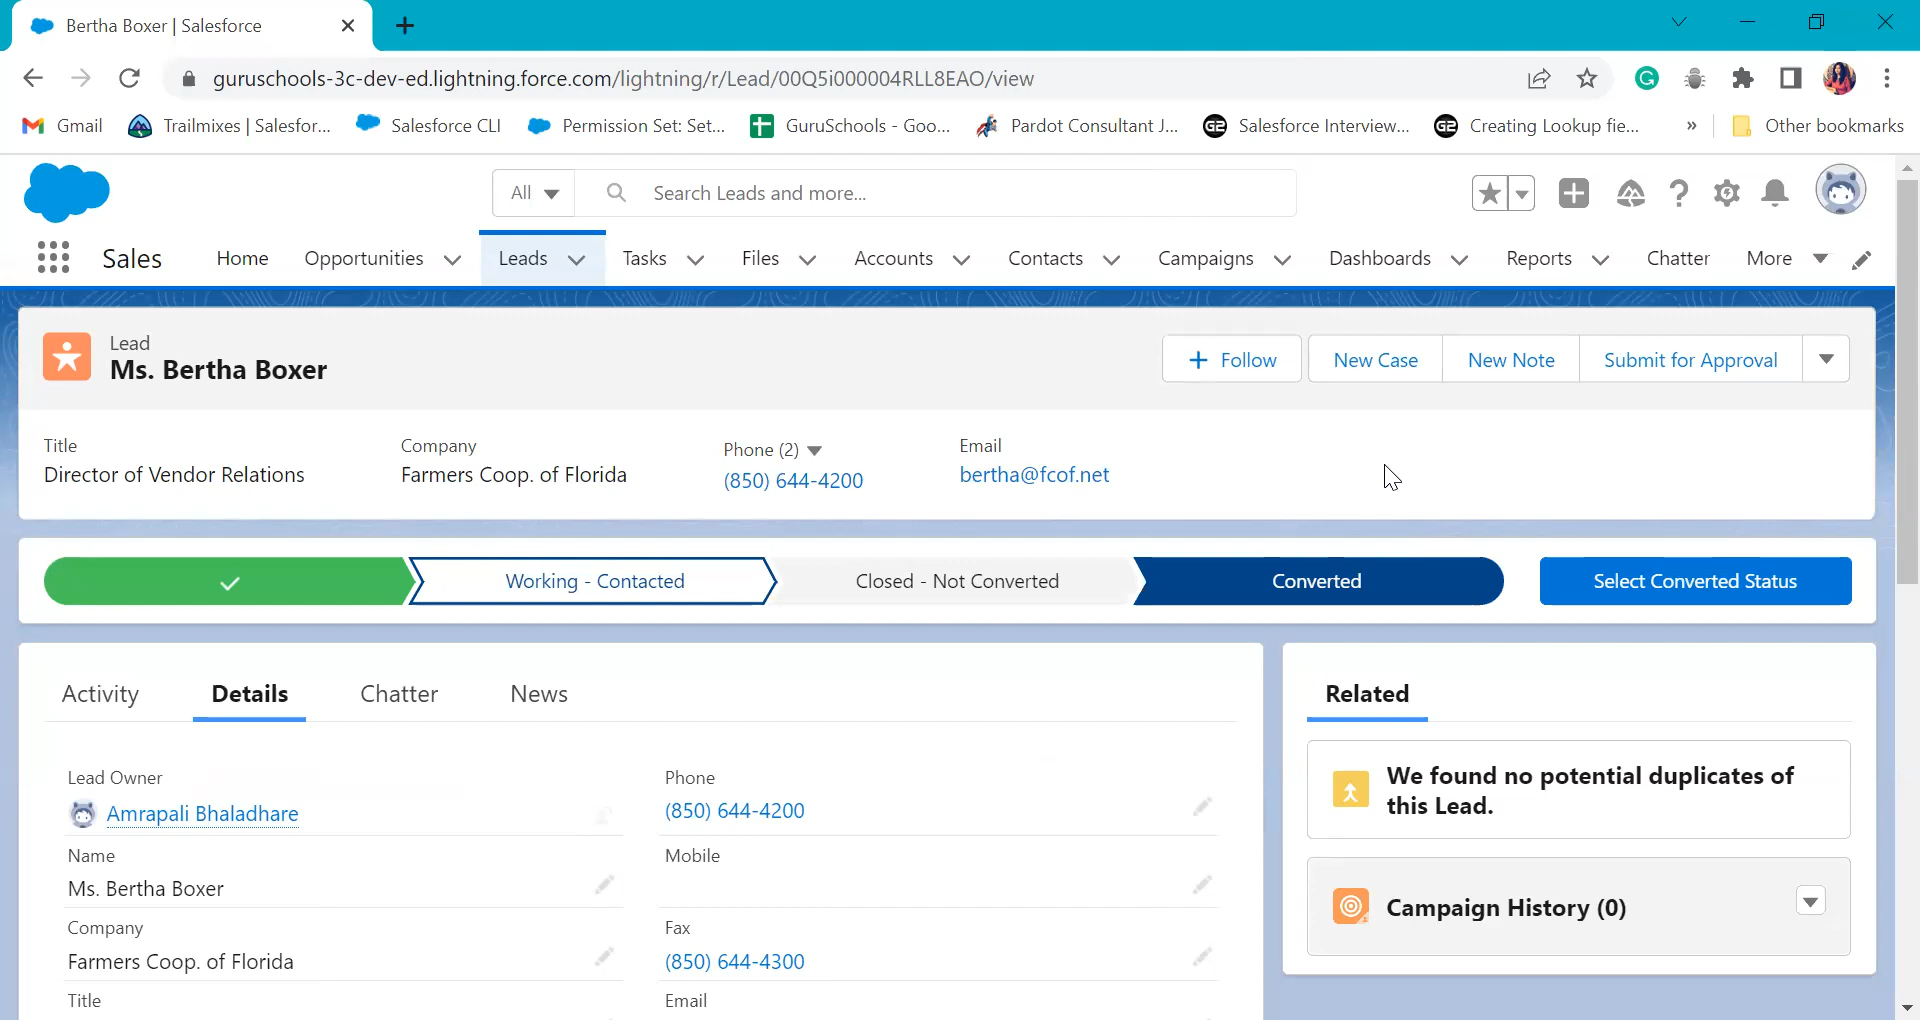 Bertha Boxer | Salesforce
guruschools-3c-dev-ed.lightning.force.com/lightning/r/Lead/00Q5i000004RLL8EAO/view
Gmail Trailmixes | Salesfor... Salesforce CLI Permission Set: Set... GuruSchools - Goo... Pardot Consultant J... Salesforce Interview... Creating Lookup fie... » Other bookmarks
All Search Leads and more...
Sales Home Opportunities Leads Tasks Files Accounts Contacts Campaigns Dashboards Reports Chatter More
Lead
Ms. Bertha Boxer
+ Follow New Case New Note Submit for Approval
Title Company Phone (2) Email
Director of Vendor Relations Farmers Coop. of Florida (850) 644-4200 bertha@fcof.net
Working - Contacted Closed - Not Converted Converted Select Converted Status
Activity Details Chatter News
Related
Lead Owner Phone
Amrapali Bhaladhare (850) 644-4200
We found no potential duplicates of
this Lead.
Name Mobile
Ms. Bertha Boxer
Campaign History (0)
Company Fax
Farmers Coop. of Florida (850) 644-4300
Title Email